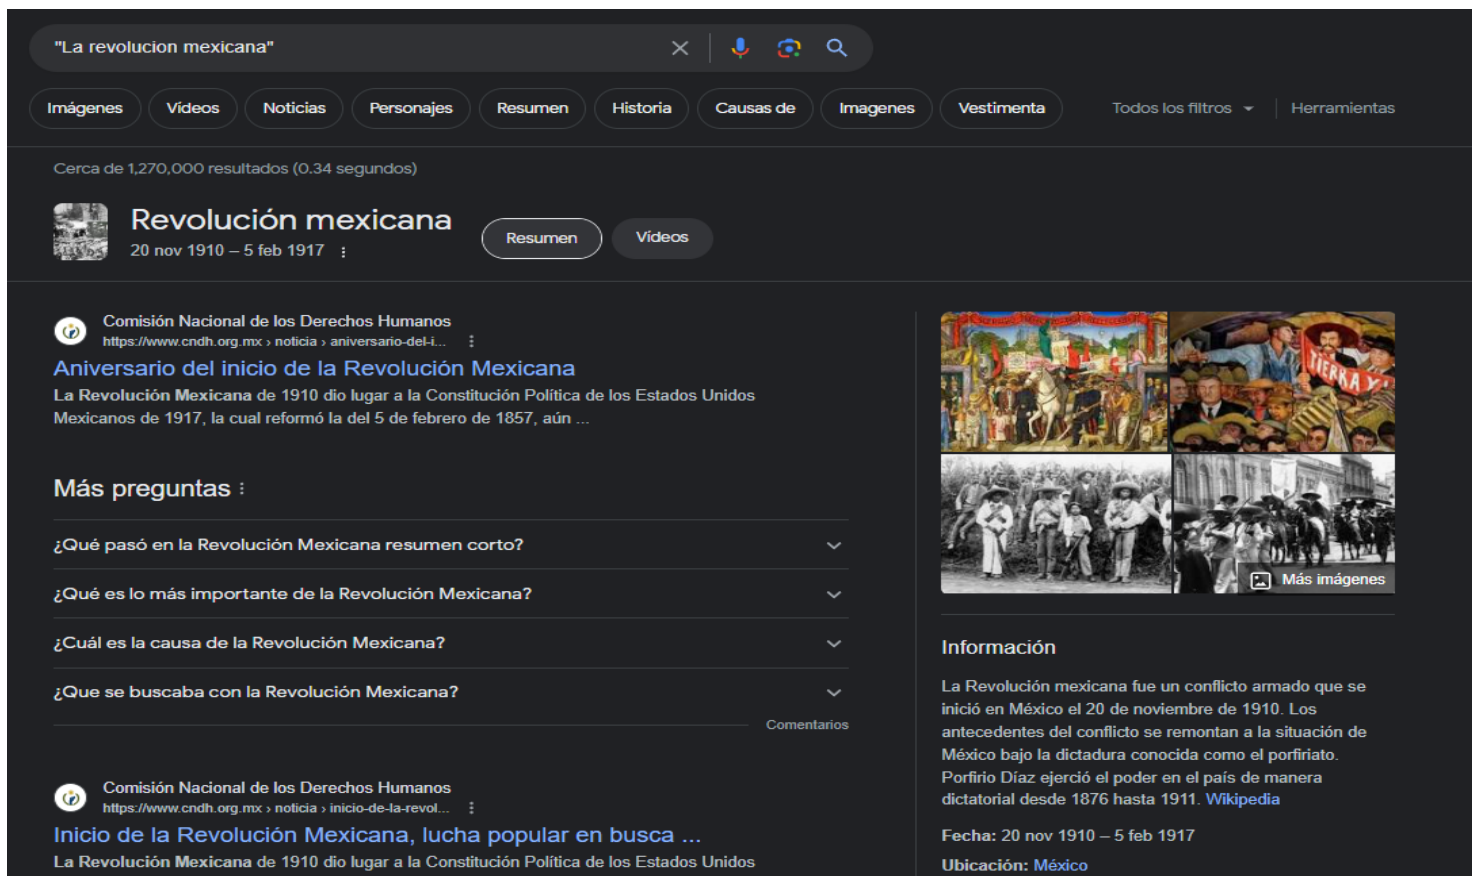 "La revolucion mexicana"
Imágenes
Vídeos
Noticias
Personajes
Resumen
Historia
Causas de
Imagenes
Vestimenta
Todos los filtros
Herramientas
Cerca de 1,270,000 resultados (0.34 segundos)
Revolución mexicana
20 nov 1910 – 5 feb 1917
Resumen
Vídeos
Comisión Nacional de los Derechos Humanos
https://www.cndh.org.mx › noticia › aniversario-del-i...
Aniversario del inicio de la Revolución Mexicana
La Revolución Mexicana de 1910 dio lugar a la Constitución Política de los Estados Unidos
Mexicanos de 1917, la cual reformó la del 5 de febrero de 1857, aún ...
Más preguntas
¿Qué pasó en la Revolución Mexicana resumen corto?
¿Qué es lo más importante de la Revolución Mexicana?
¿Cuál es la causa de la Revolución Mexicana?
¿Que se buscaba con la Revolución Mexicana?
Comentarios
Comisión Nacional de los Derechos Humanos
https://www.cndh.org.mx › noticia › inicio-de-la-revol...
Inicio de la Revolución Mexicana, lucha popular en busca ...
La Revolución Mexicana de 1910 dio lugar a la Constitución Política de los Estados Unidos
TIERRA Y
Más imágenes
Información
La Revolución mexicana fue un conflicto armado que se
inició en México el 20 de noviembre de 1910. Los
antecedentes del conflicto se remontan a la situación de
México bajo la dictadura conocida como el porfiriato.
Porfirio Díaz ejerció el poder en el país de manera
dictatorial desde 1876 hasta 1911. Wikipedia
Fecha: 20 nov 1910 – 5 feb 1917
Ubicación: México